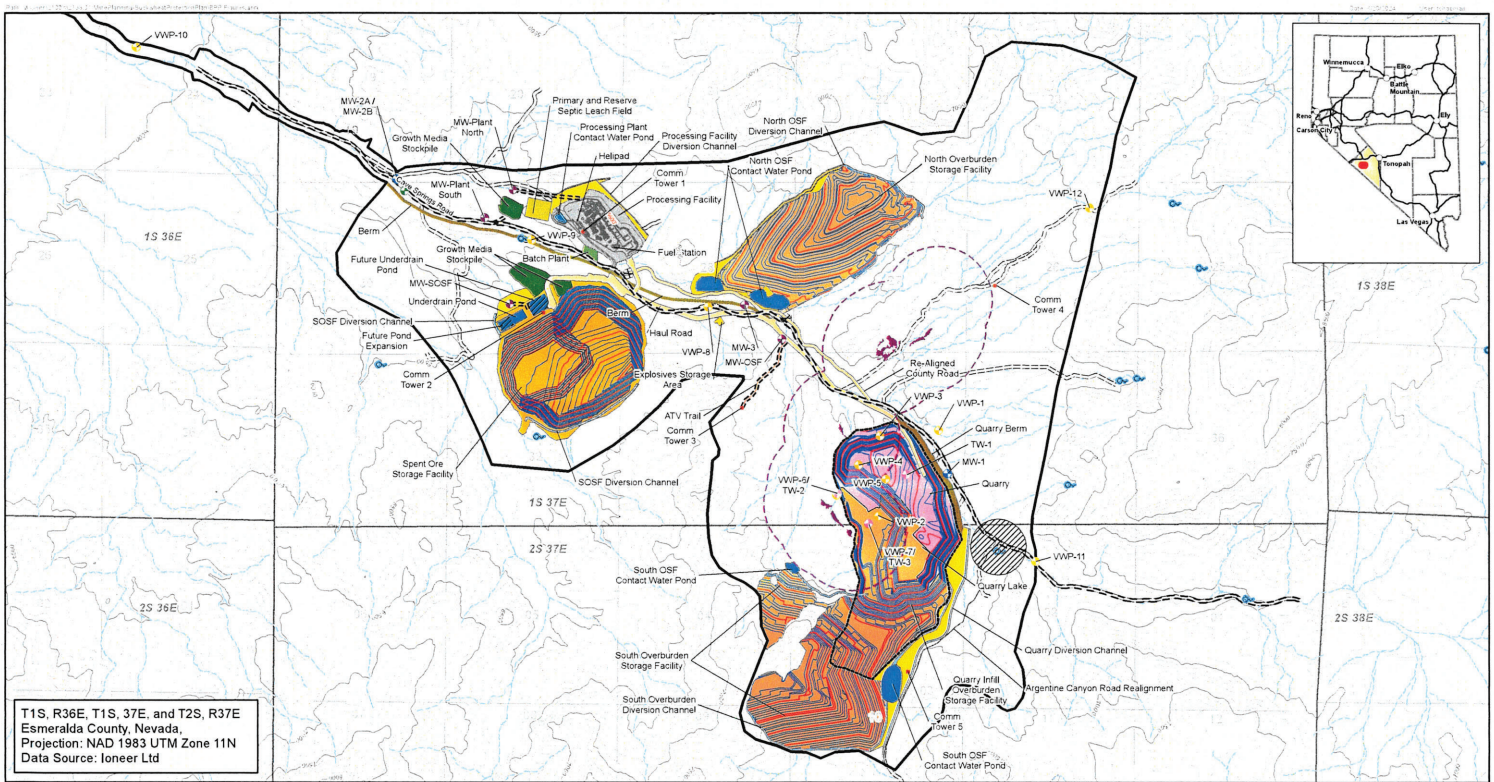 VWP-10
MW-2A /
MW-2B
MW-Plant
North
Primary and Reserve
Septic Leach Field
Processing Plant
Contact Water Pond
Processing Facility
Diversion Channel
North OSF
Diversion Channel
Growth Media
Stockpile
Helipad
Comm
Tower 1
North OSF
Contact Water Pond
North Overburden
Storage Facility
Processing Facility
MW-Plant
South
Cave Springs Road
VWP-12
1S 36E
Berm
VWP-9
Fuel Station
Growth Media
Stockpile
Batch Plant
Future Underdrain
Pond
MW-SOSF
Underdrain Pond
SOSF Diversion Channel
Future Pond
Expansion
Comm
Tower 2
Berm
Haul Road
VWP-8
MW-3
MW-OSF
Explosives Storage
Area
Comm
Tower 4
1S 38E
Re-Aligned
County Road
ATV Trail
Comm
Tower 3
VWP-3
VWP-1
Quarry Berm
TW-1
MW-1
Quarry
VWP-4
VWP-5
VWP-6/
TW-2
VWP-2
VWP-7/
TW-3
Spent Ore
Storage Facility
SOSF Diversion Channel
1S 37E
2S 37E
2S 36E
VWP-11
Quarry Lake
South OSF
Contact Water Pond
2S 38E
South Overburden
Storage Facility
South Overburden
Diversion Channel
Quarry Diversion Channel
Quarry Infill
Overburden
Storage Facility
Argentine Canyon Road Realignment
Comm
Tower 5
South OSF
Contact Water Pond
Winnemucca
Elko
Battle
Mountain
Reno
Carson City
Ely
Tonopah
Las Vegas
T1S, R36E, T1S, 37E, and T2S, R37E
Esmeralda County, Nevada,
Projection: NAD 1983 UTM Zone 11N
Data Source: Ioneer Ltd